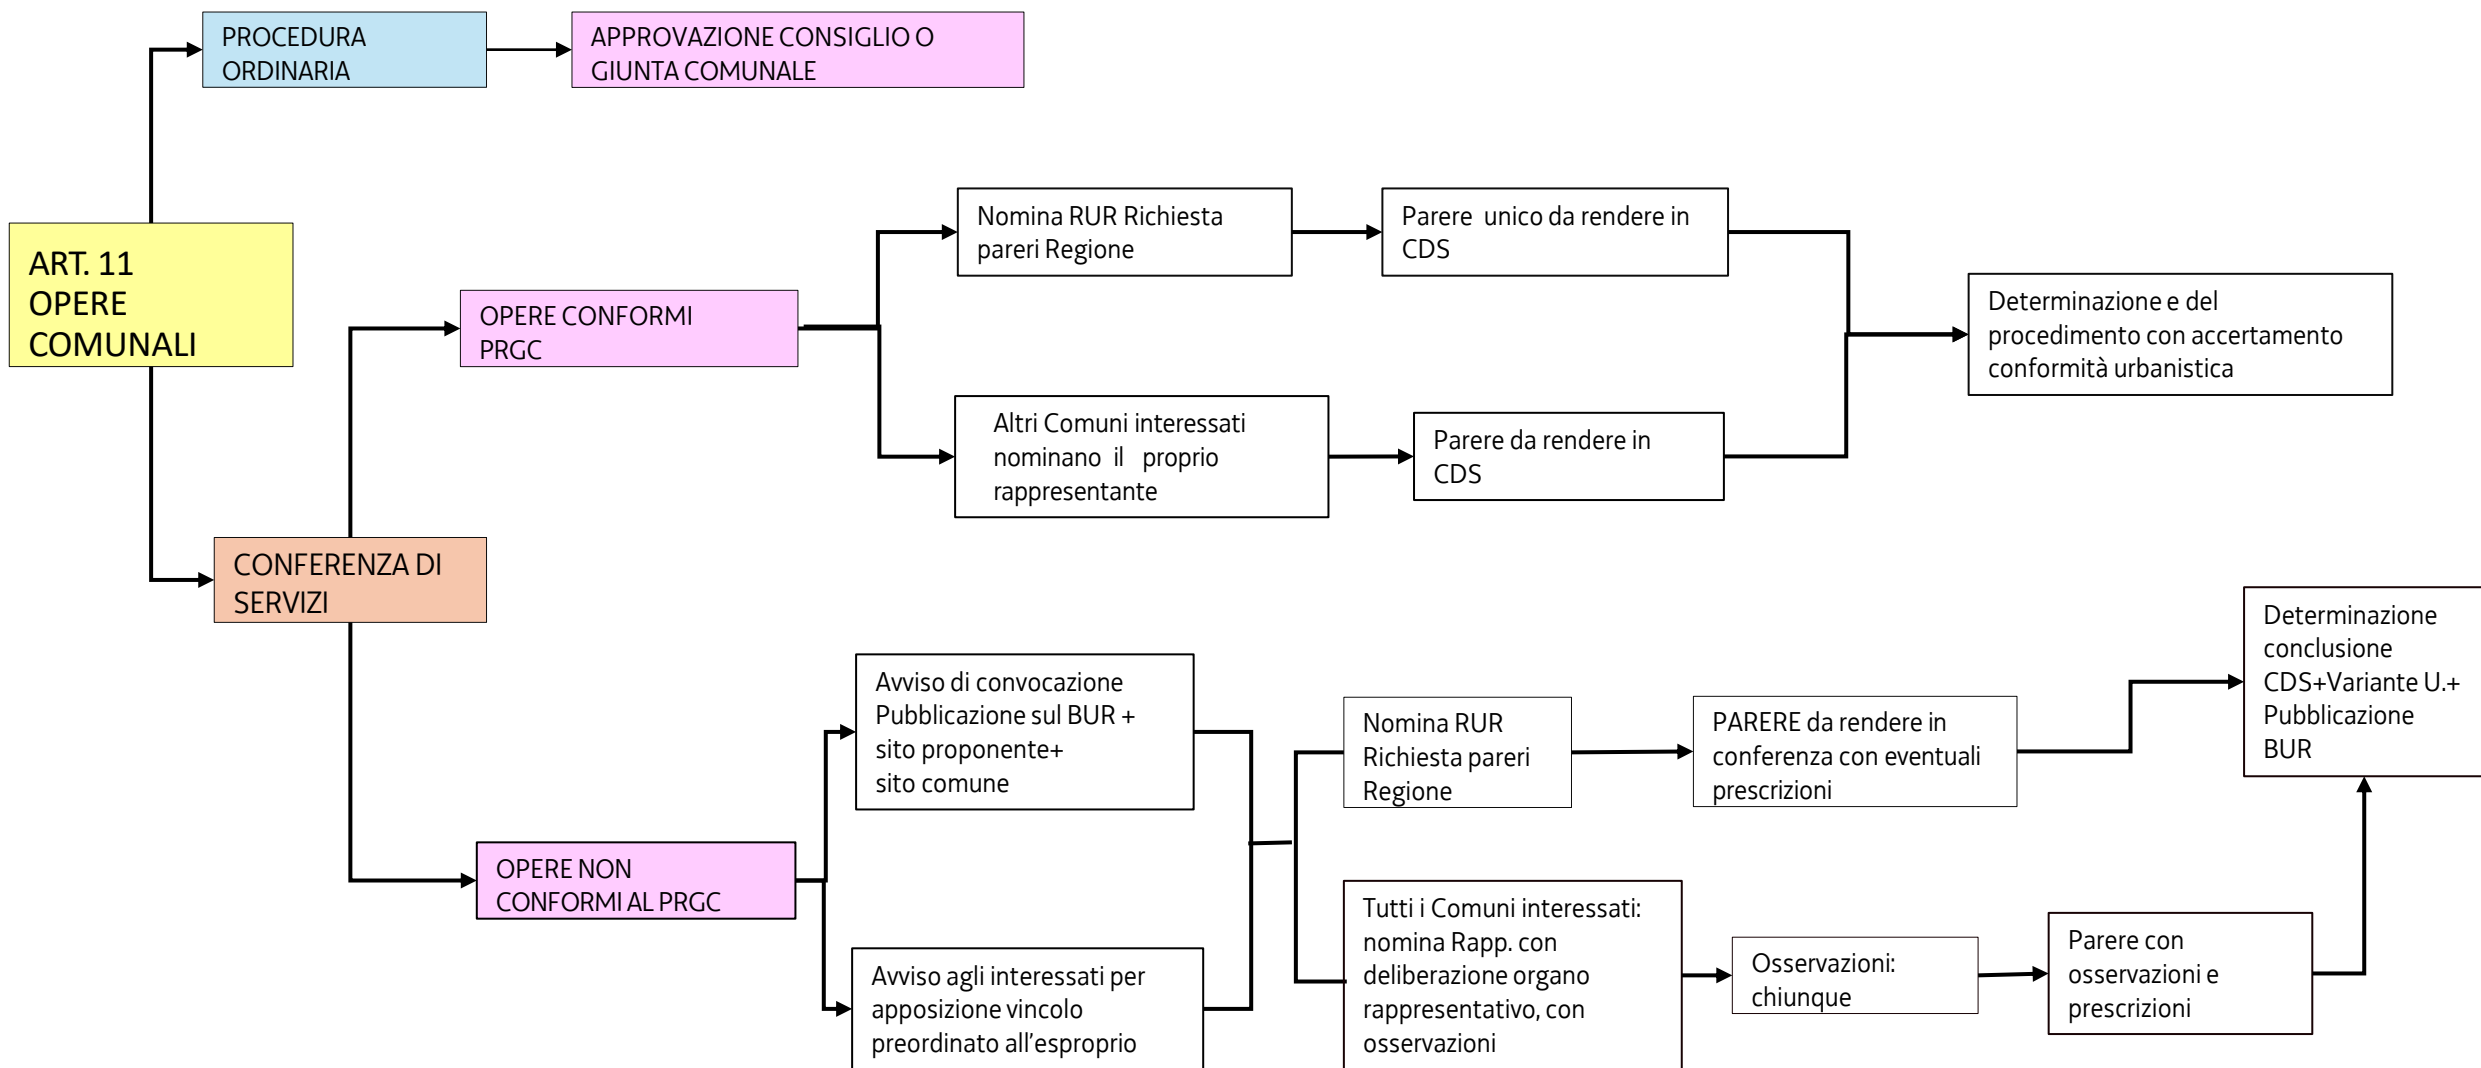 PROCEDURA
ORDINARIA
APPROVAZIONE CONSIGLIO O
GIUNTA COMUNALE
ART. 11
OPERE
COMUNALI
Nomina RUR Richiesta
pareri Regione
Parere unico da rendere in
CDS
OPERE CONFORMI
PRGC
Determinazione e del
procedimento con accertamento
conformità urbanistica
Altri Comuni interessati
nominano il proprio
rappresentante
Parere da rendere in
CDS
CONFERENZA DI
SERVIZI
Avviso di convocazione
Pubblicazione sul BUR +
sito proponente+
sito comune
Nomina RUR
Richiesta pareri
Regione
PARERE da rendere in
conferenza con eventuali
prescrizioni
Determinazione
conclusione
CDS+Variante U.+
Pubblicazione
BUR
OPERE NON
CONFORMI AL PRGC
Avviso agli interessati per
apposizione vincolo
preordinato all'esproprio
Tutti i Comuni interessati:
nomina Rapp. con
deliberazione organo
rappresentativo, con
osservazioni
Osservazioni:
chiunque
Parere con
osservazioni e
prescrizioni